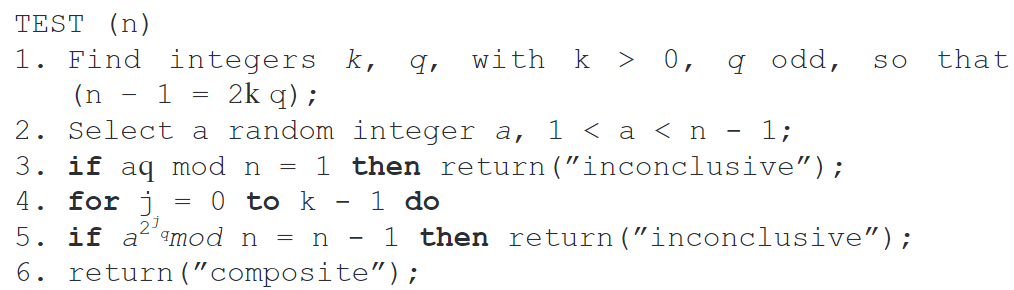 TEST (n)
1. Find integers k, q, with k > 0, q odd, so that
(n – 1 = 2k q);
2. Select a random integer a, 1 < a < n - 1;
3. if aq mod n = 1 then return(”inconclusive”);
4. for j = 0 to k - 1 do
5. if a^{2^j q} mod n = n - 1 then return(”inconclusive”);
6. return(”composite”);